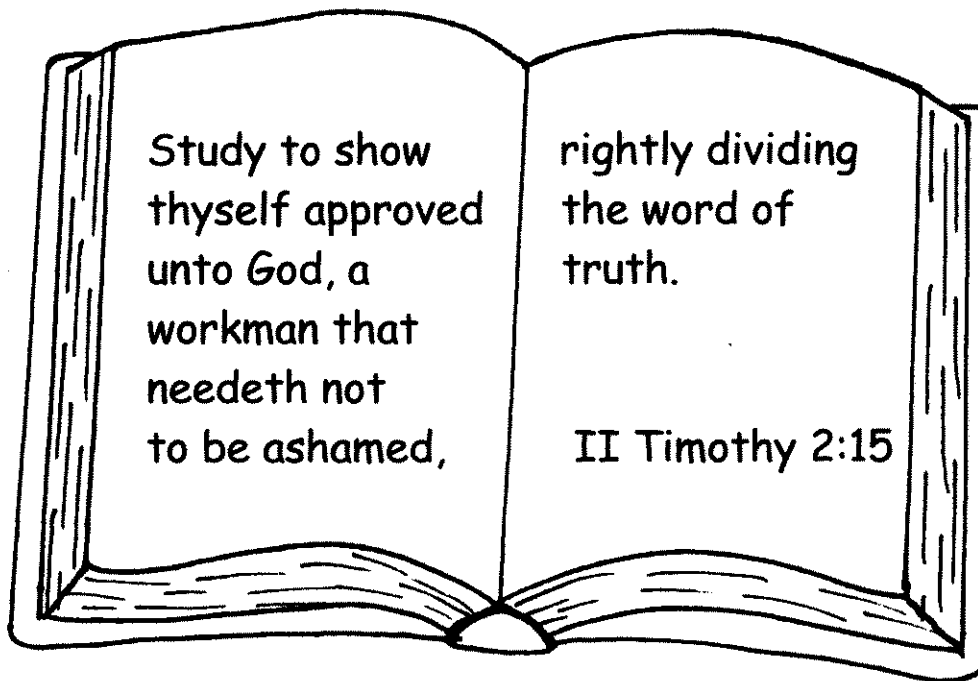 Study to show
thyself approved
unto God, a
workman that
needeth not
to be ashamed,
rightly dividing
the word of
truth.
II Timothy 2:15